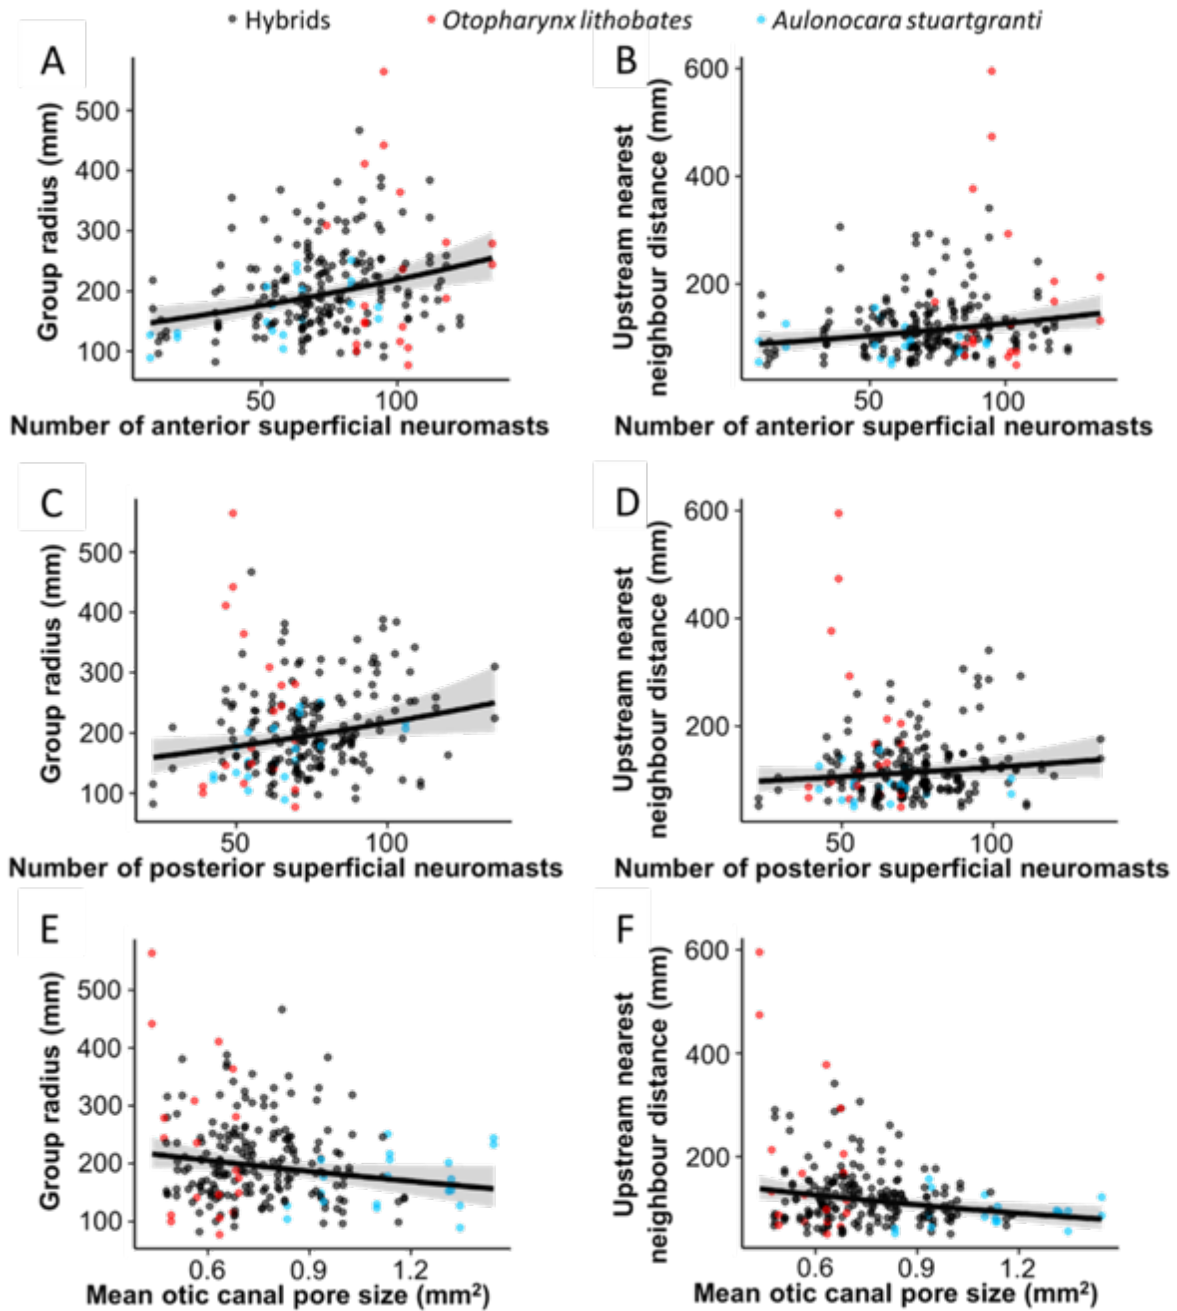 Hybrids Otopharynx lithobates Aulonocara stuartgranti
A
Group radius (mm)
500
400
300
200
100
50 100
Number of anterior superficial neuromasts
B
Upstream nearest
neighbour distance (mm)
600
400
200
50 100
Number of anterior superficial neuromasts
C
Group radius (mm)
500
400
300
200
100
50 100
Number of posterior superficial neuromasts
D
Upstream nearest
neighbour distance (mm)
600
400
200
50 100
Number of posterior superficial neuromasts
E
Group radius (mm)
500
400
300
200
100
0.6 0.9 1.2
Mean otic canal pore size (mm²)
F
Upstream nearest
neighbour distance (mm)
600
400
200
0.6 0.9 1.2
Mean otic canal pore size (mm²)